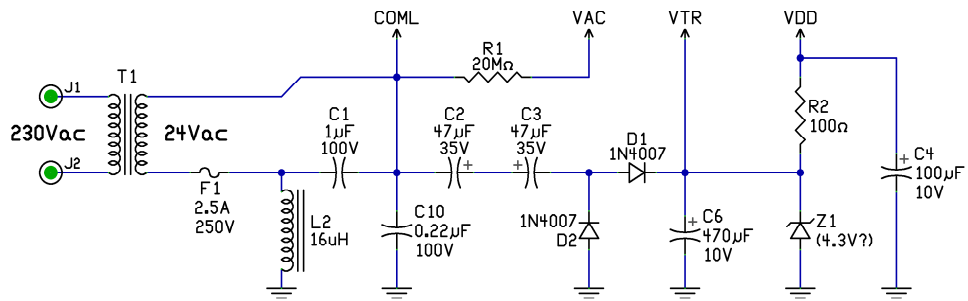 COML
VAC
VTR
VDD
R1
20MΩ
J1
T1
230Vac
24Vac
J2
F1
2.5A
250V
L2
16uH
C1
1µF
100V
C10
0.22µF
100V
C2
47µF
35V
+
C3
47µF
35V
+
D1
1N4007
1N4007
D2
+
C6
470µF
10V
R2
100Ω
Z1
(4.3V?)
+
C4
100µF
10V